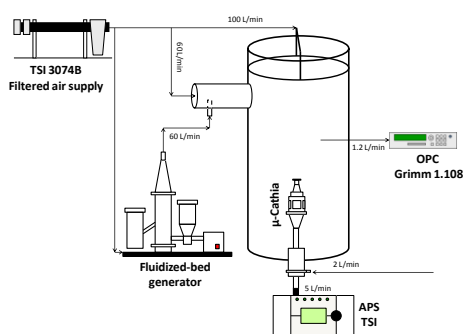 100 L/min
60L/min
TSI 3074B
Filtered air supply
60 L/min
1.2 L/min
OPC
Grimm 1.108
μ-Cathia
Fluidized-bed
generator
2 L/min
5 L/min
APS
TSI